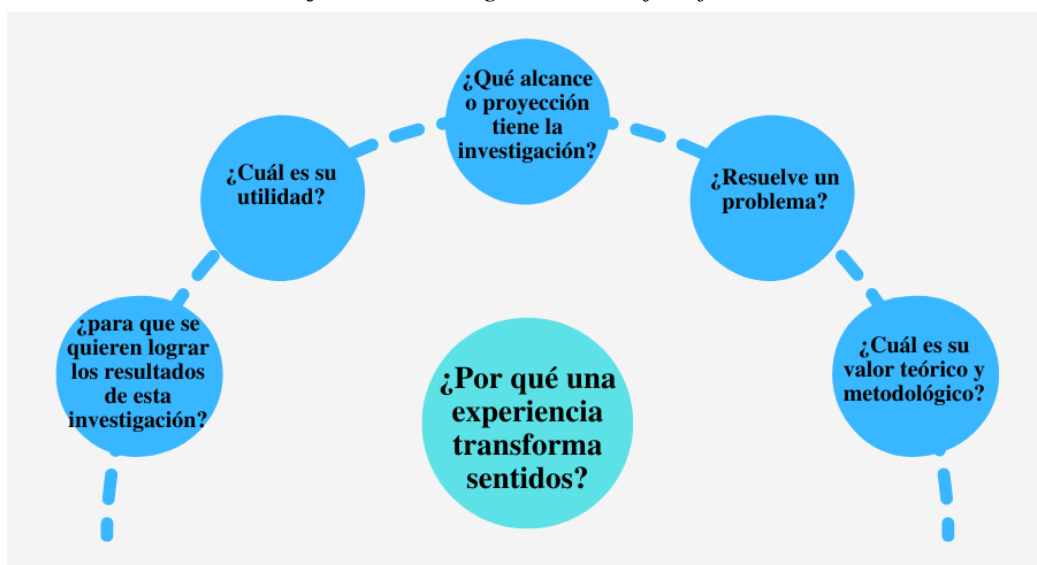 ¿para que se
quieren lograr
los resultados
de esta
investigación?
¿Cuál es su
utilidad?
¿Qué alcance
o proyección
tiene la
investigación?
¿Resuelve un
problema?
¿Cuál es su
valor teórico y
metodológico?
¿Por qué una
experiencia
transforma
sentidos?